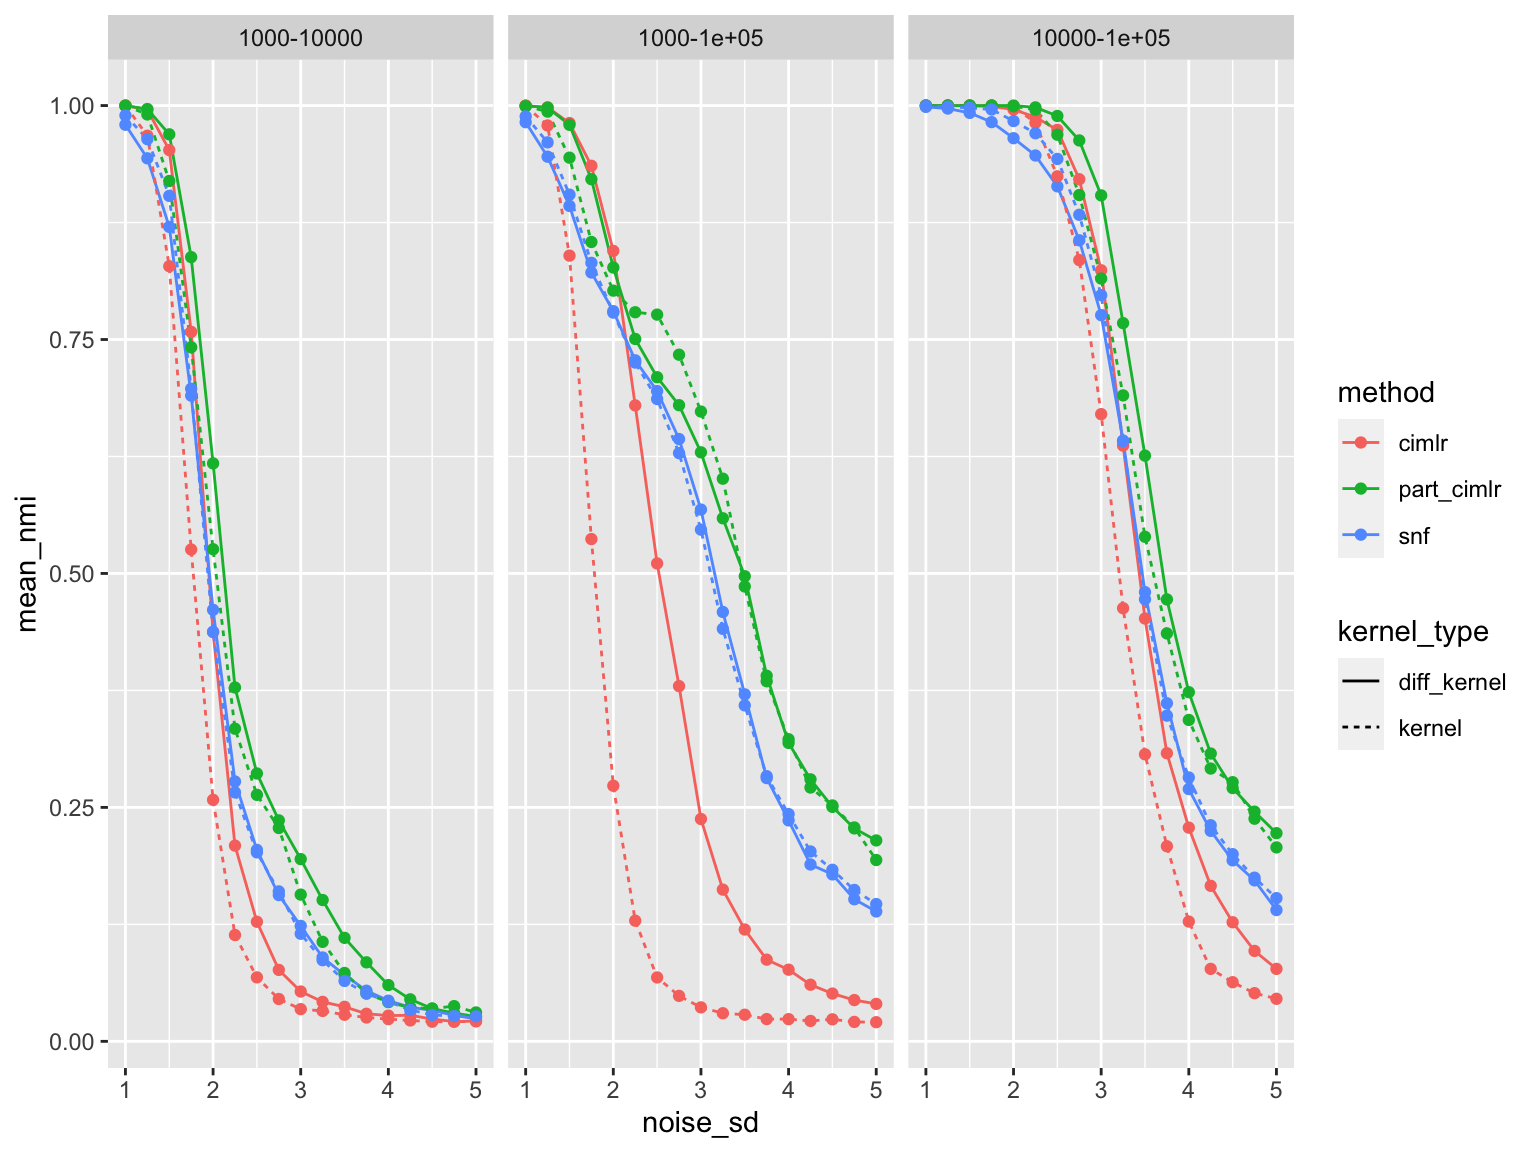 1000-10000
1000-1e+05
10000-1e+05
mean_nmi
1.00
0.75
0.50
0.25
0.00
1 2 3 4 5
1 2 3 4 5
1 2 3 4 5
noise_sd
method
cimlr
part_cimlr
snf
kernel_type
diff_kernel
kernel